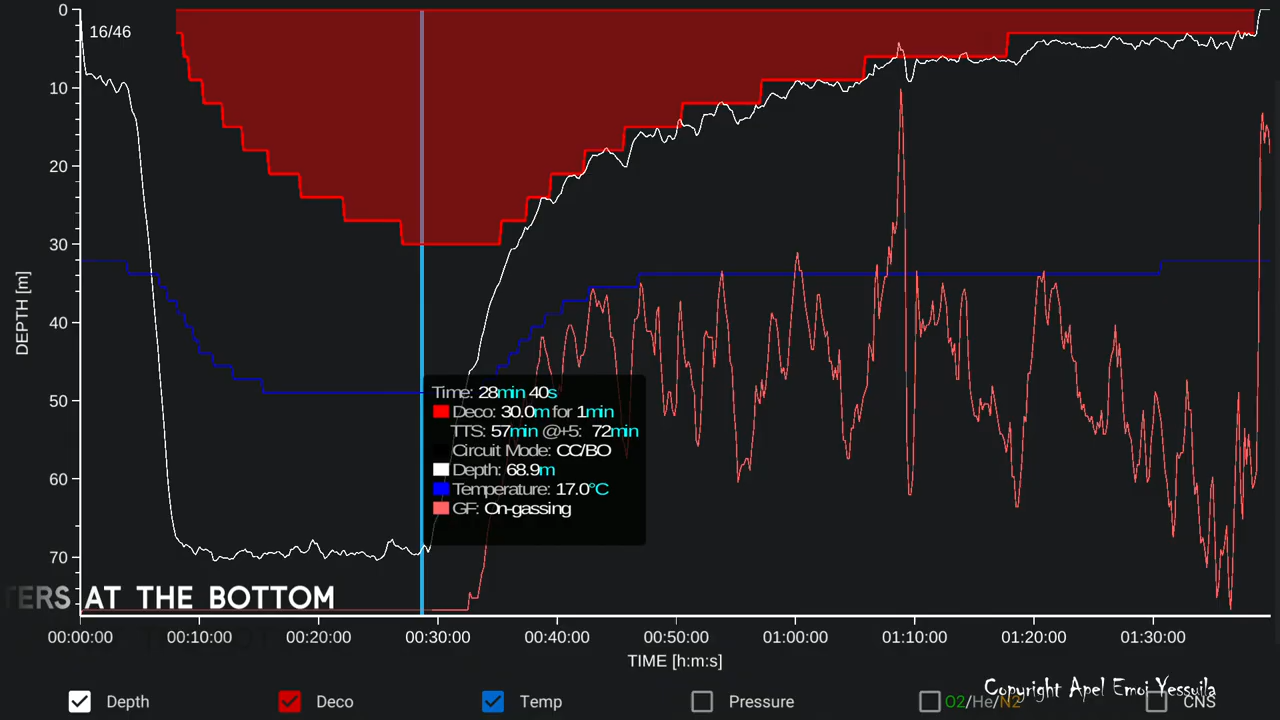 0
16/46
10
20
30
40
50
60
70
DEPTH [m]
Time: 28min 40s
Deco: 30.0m for 1min
TTS: 57min @+5: 72min
Circuit Mode: CC/BO
Depth: 68.9m
Temperature: 17.0°C
GF: On-gassing
TERS AT THE BOTTOM
00:00:00 00:10:00 00:20:00 00:30:00 00:40:00 00:50:00 01:00:00 01:10:00 01:20:00 01:30:00
TIME [h:m:s]
Copyright Apel Emoi Yessuila
Depth Deco Temp Pressure O2/He/N2 CNS